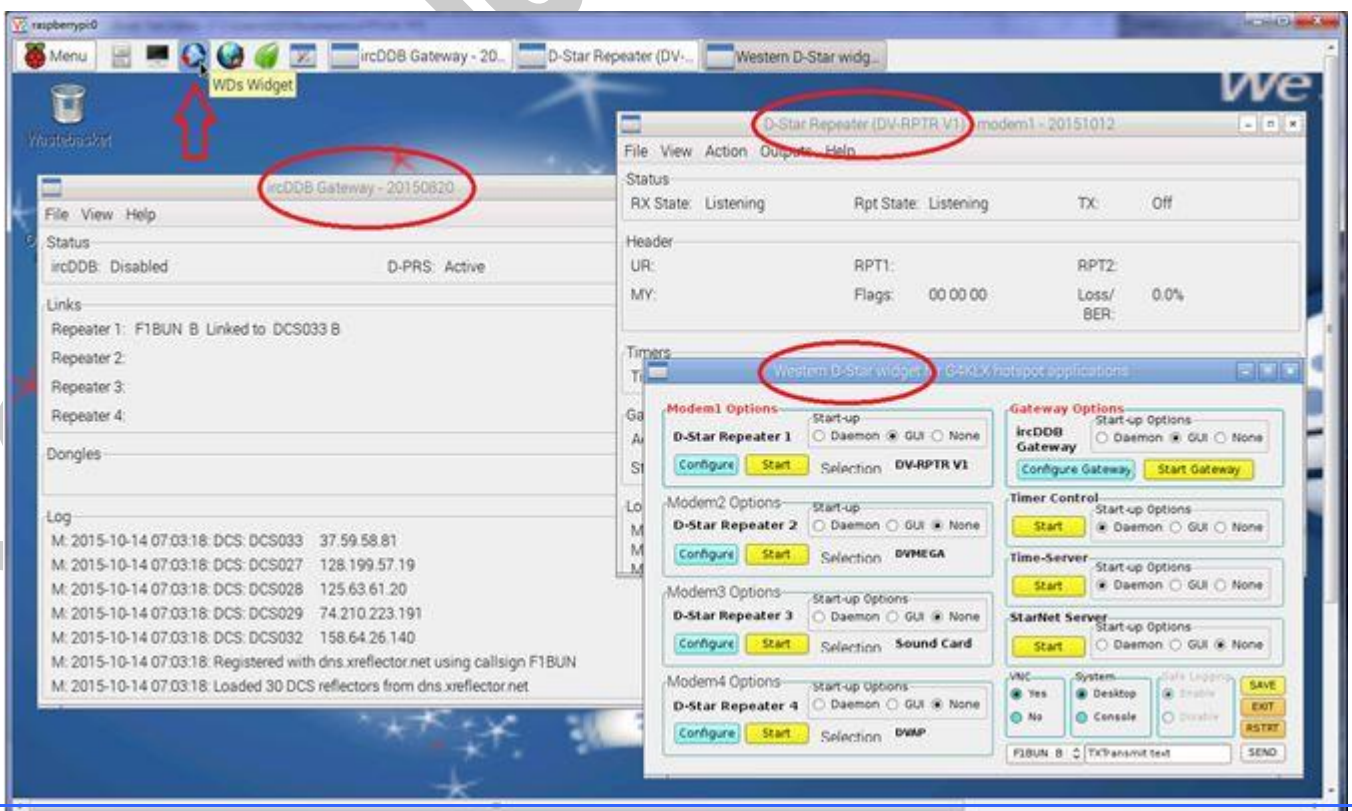 raspberrypi0
Menu
ircDDB Gateway - 20...
D-Star Repeater (DV-...
Western D-Star widg...
WDs Widget
We
Wastebasket
D-Star Repeater (DV-RPTR V1) modem1 - 20151012
File View Action Outputs Help
Status
RX State: Listening Rpt State: Listening TX: Off
Header
UR: RPT1: RPT2:
MY: Flags: 00 00 00 Loss/ 0.0%
BER:
Timers
ircDDB Gateway - 20150820
File View Help
Status
ircDDB: Disabled D-PRS: Active
Links
Repeater 1: F1BUN B Linked to DCS033 B
Repeater 2:
Repeater 3:
Repeater 4:
Dongles
Log
M: 2015-10-14 07:03:18: DCS: DCS033 37.59.58.81
M: 2015-10-14 07:03:18: DCS: DCS027 128.199.57.19
M: 2015-10-14 07:03:18: DCS: DCS028 125.63.61.20
M: 2015-10-14 07:03:18: DCS: DCS029 74.210.223.191
M: 2015-10-14 07:03:18: DCS: DCS032 158.64.26.140
M: 2015-10-14 07:03:18: Registered with dns.xreflector.net using callsign F1BUN
M: 2015-10-14 07:03:18: Loaded 30 DCS reflectors from dns.xreflector.net
Western D-Star widget for G4KLX hotspot applications
Modem1 Options
Start-up
D-Star Repeater 1 Daemon GUI None
Configure Start Selection DV-RPTR V1
Modem2 Options
Start-up
D-Star Repeater 2 Daemon GUI None
Configure Start Selection DVMEGA
Modem3 Options
Start-up Options
D-Star Repeater 3 Daemon GUI None
Configure Start Selection Sound Card
Modem4 Options
Start-up Options
D-Star Repeater 4 Daemon GUI None
Configure Start Selection DVAP
Gateway Options
Start-up Options
ircDDB Gateway Daemon GUI None
Configure Gateway Start Gateway
Timer Control
Start-up Options
Start Daemon GUI None
Time-Server
Start-up Options
Start Daemon GUI None
StarNet Server
Start-up Options
Start Daemon GUI None
VNC System Safe Logging
Yes Desktop Enable SAVE
EXIT
No Console Disable RSTRT
F1BUN B TXTransmit text SEND